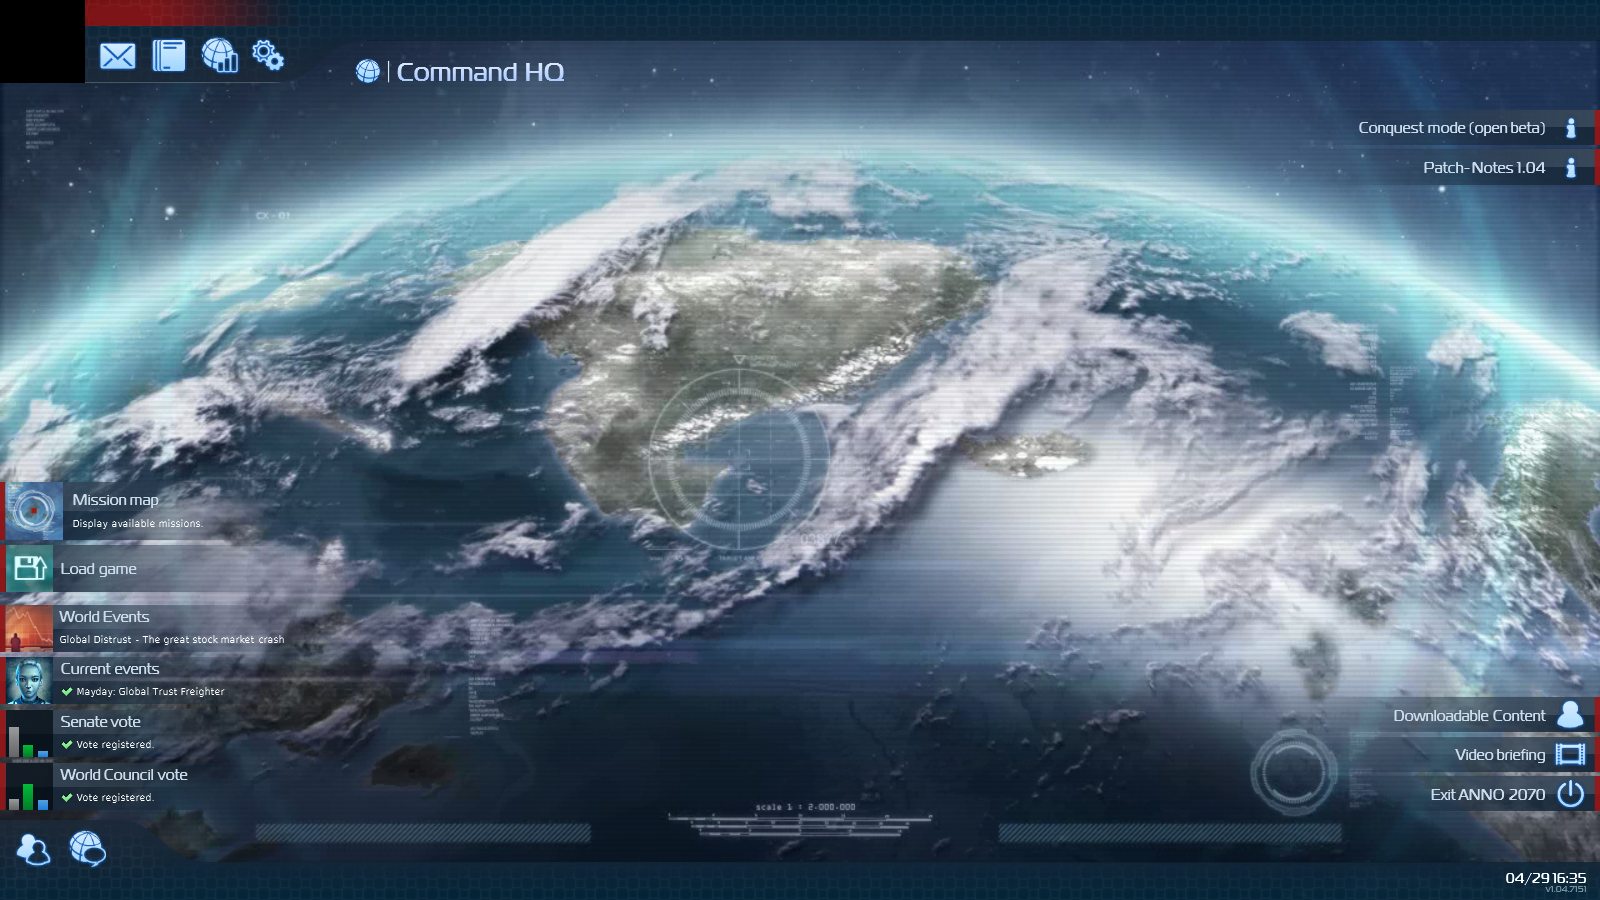 Command HQ
Conquest mode (open beta)
Patch-Notes 1.04
CX - 01
Mission map
Display available missions.
Load game
World Events
Global Distrust - The great stock market crash
Current events
Mayday: Global Trust Freighter
Senate vote
Vote registered.
World Council vote
Vote registered.
Downloadable Content
Video briefing
Exit ANNO 2070
scale 1 : 2.000.000
04/29 16:35
v1.04.7151